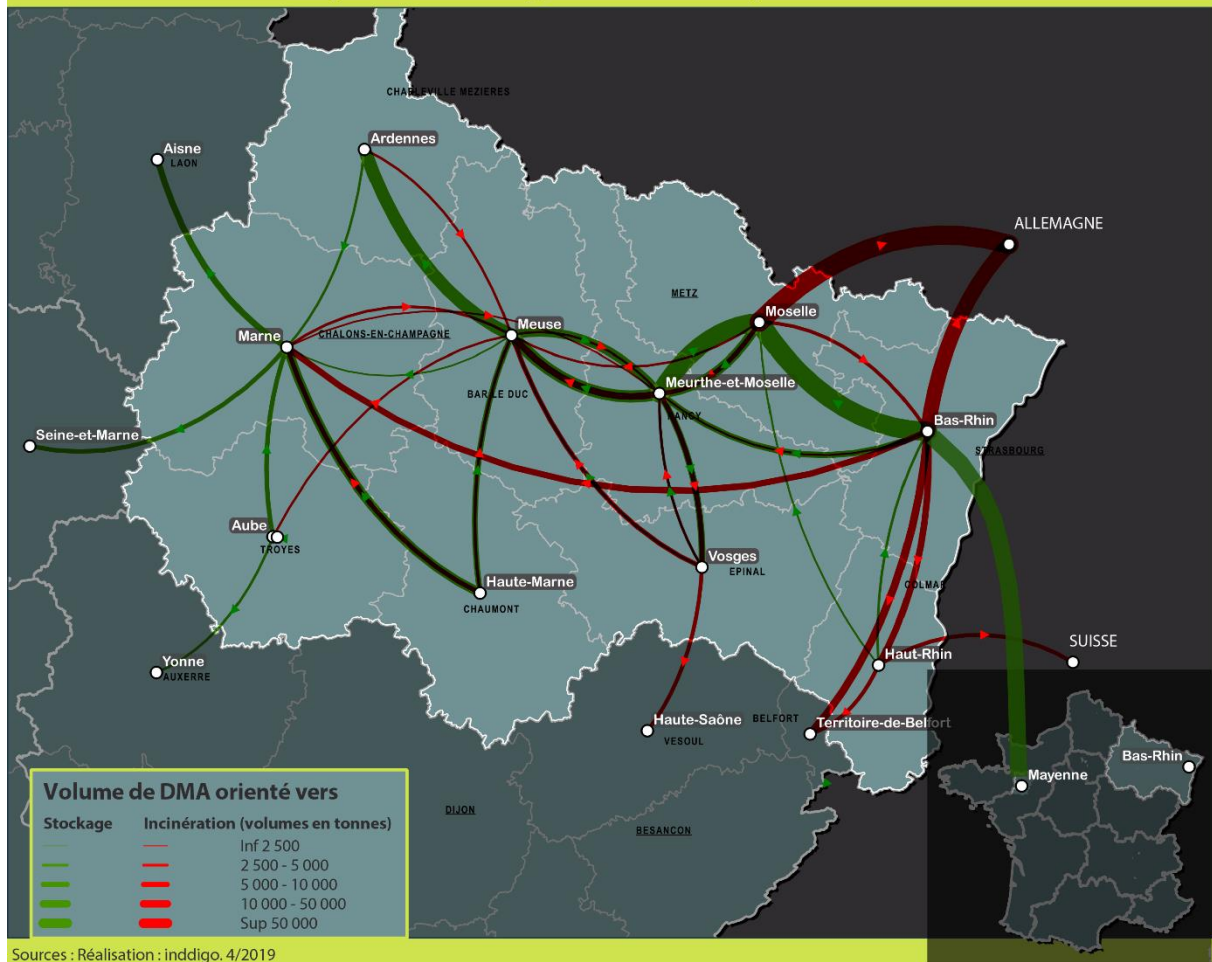 CHARLEVILLE MEZIERES
Ardennes
Aisne
LAON
ALLEMAGNE
METZ
Moselle
Meuse
Marne
CHALONS-EN-CHAMPAGNE
Meurthe-et-Moselle
BAR LE DUC
NANCY
Bas-Rhin
STRASBOURG
Seine-et-Marne
Aube
TROYES
Vosges
EPINAL
Haute-Marne
CHAUMONT
COLMAR
Haut-Rhin
SUISSE
Yonne
AUXERRE
Haute-Saône
VESOUL
BELFORT
Territoire-de-Belfort
Bas-Rhin
Mayenne
DIJON
BESANCON
Volume de DMA orienté vers
Stockage Incinération (volumes en tonnes)
Inf 2 500
2 500 - 5 000
5 000 - 10 000
10 000 - 50 000
Sup 50 000
Sources : Réalisation : inddigo. 4/2019